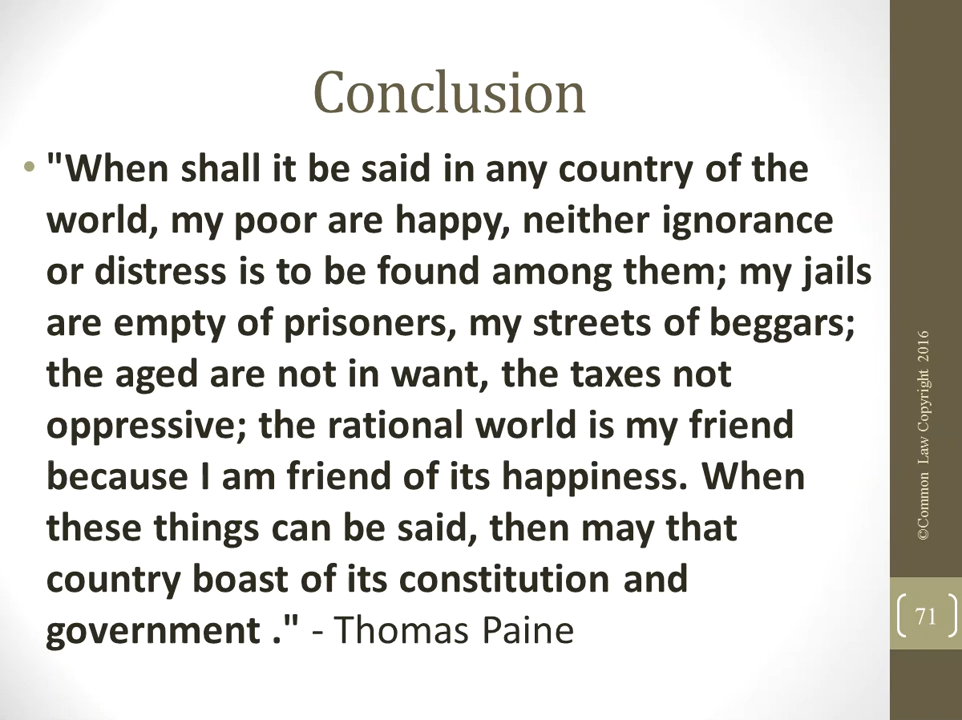 Conclusion
• "When shall it be said in any country of the
world, my poor are happy, neither ignorance
or distress is to be found among them; my jails
are empty of prisoners, my streets of beggars;
the aged are not in want, the taxes not
oppressive; the rational world is my friend
because I am friend of its happiness. When
these things can be said, then may that
country boast of its constitution and
government ." - Thomas Paine
©Common Law Copyright 2016
71